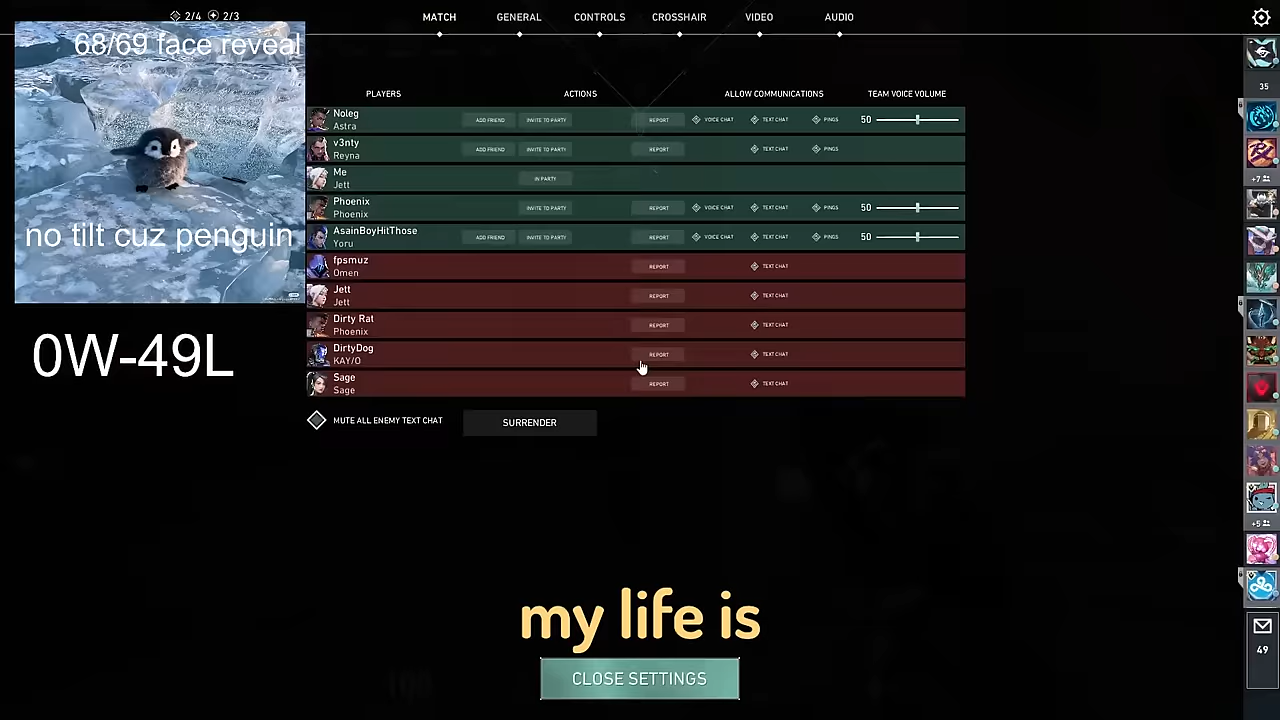 2/4 2/3
MATCH GENERAL CONTROLS CROSSHAIR VIDEO AUDIO
68/69 face reveal
no tilt cuz penguin
0W-49L
PLAYERS ACTIONS ALLOW COMMUNICATIONS TEAM VOICE VOLUME
Noleg
Astra
ADD FRIEND INVITE TO PARTY REPORT VOICE CHAT TEXT CHAT PINGS 50
v3nty
Reyna
ADD FRIEND INVITE TO PARTY REPORT TEXT CHAT PINGS
Me
Jett
IN PARTY
Phoenix
Phoenix
INVITE TO PARTY REPORT VOICE CHAT TEXT CHAT PINGS 50
AsainBoyHitThose
Yoru
ADD FRIEND INVITE TO PARTY REPORT VOICE CHAT TEXT CHAT PINGS 50
fpsmuz
Omen
REPORT TEXT CHAT
Jett
Jett
REPORT TEXT CHAT
Dirty Rat
Phoenix
REPORT TEXT CHAT
DirtyDog
KAY/O
REPORT TEXT CHAT
Sage
Sage
REPORT TEXT CHAT
MUTE ALL ENEMY TEXT CHAT
SURRENDER
my life is
CLOSE SETTINGS
35
+7
+5
49